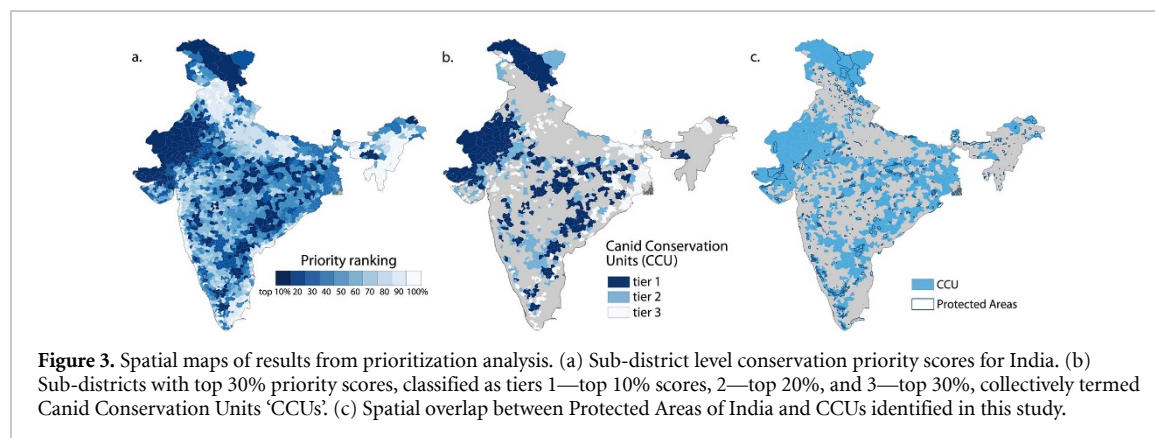 a.
b.
c.
Priority ranking
top 10% 20 30 40 50 60 70 80 90 100%
Canid Conservation
Units (CCU)
tier 1
tier 2
tier 3
CCU
Protected Areas
Figure 3. Spatial maps of results from prioritization analysis. (a) Sub-district level conservation priority scores for India. (b)
Sub-districts with top 30% priority scores, classified as tiers 1—top 10% scores, 2—top 20%, and 3—top 30%, collectively termed
Canid Conservation Units ‘CCUs’. (c) Spatial overlap between Protected Areas of India and CCUs identified in this study.